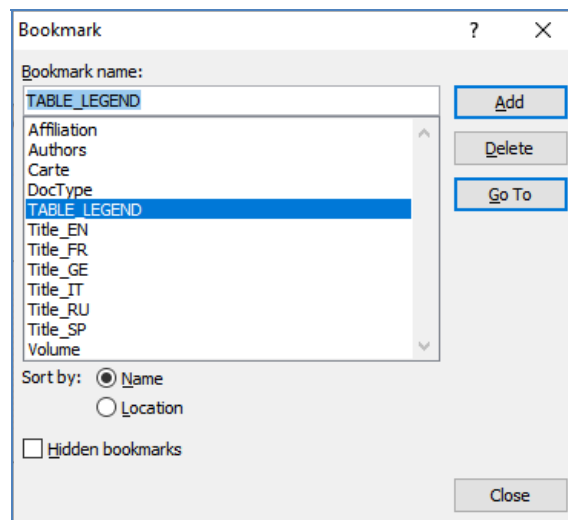 Bookmark ? X
Bookmark name:
TABLE_LEGEND
Add
Affiliation
Authors
Carte
DocType
TABLE_LEGEND
Title_EN
Title_FR
Title_GE
Title_IT
Title_RU
Title_SP
Volume
Delete
Go To
Sort by: Name
Location
Hidden bookmarks
Close